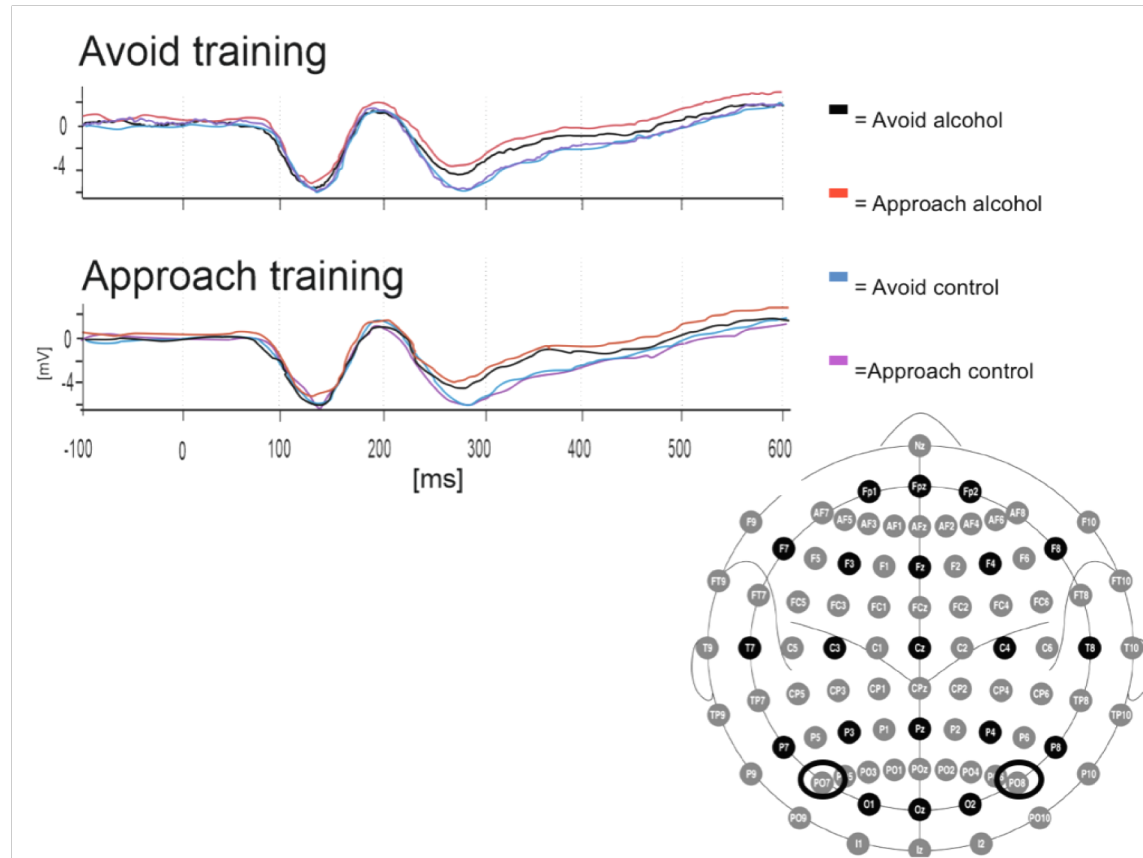 Avoid training
0
-4
= Avoid alcohol
= Approach alcohol
= Avoid control
=Approach control
Approach training
[mV]
0
-4
-100 0 100 200 300 400 500 600
[ms]
Nz
Fp1 Fpz Fp2
F9 AF7 AF5 AF3 AF1 AFz AF2 AF4 AF6 AF8 F10
F7 F5 F3 F1 Fz F2 F4 F6 F8
FT9 FT7 FC5 FC3 FC1 FCz FC2 FC4 FC6 FT8 FT10
T9 T7 C5 C3 C1 Cz C2 C4 C6 T8 T10
TP9 TP7 CP5 CP3 CP1 CPz CP2 CP4 CP6 TP8 TP10
P7 P5 P3 P1 Pz P2 P4 P6 P8
P9 PO7 PO3 PO1 POz PO2 PO4 PO8 P10
PO9 O1 Oz O2 PO10
I1 Iz I2